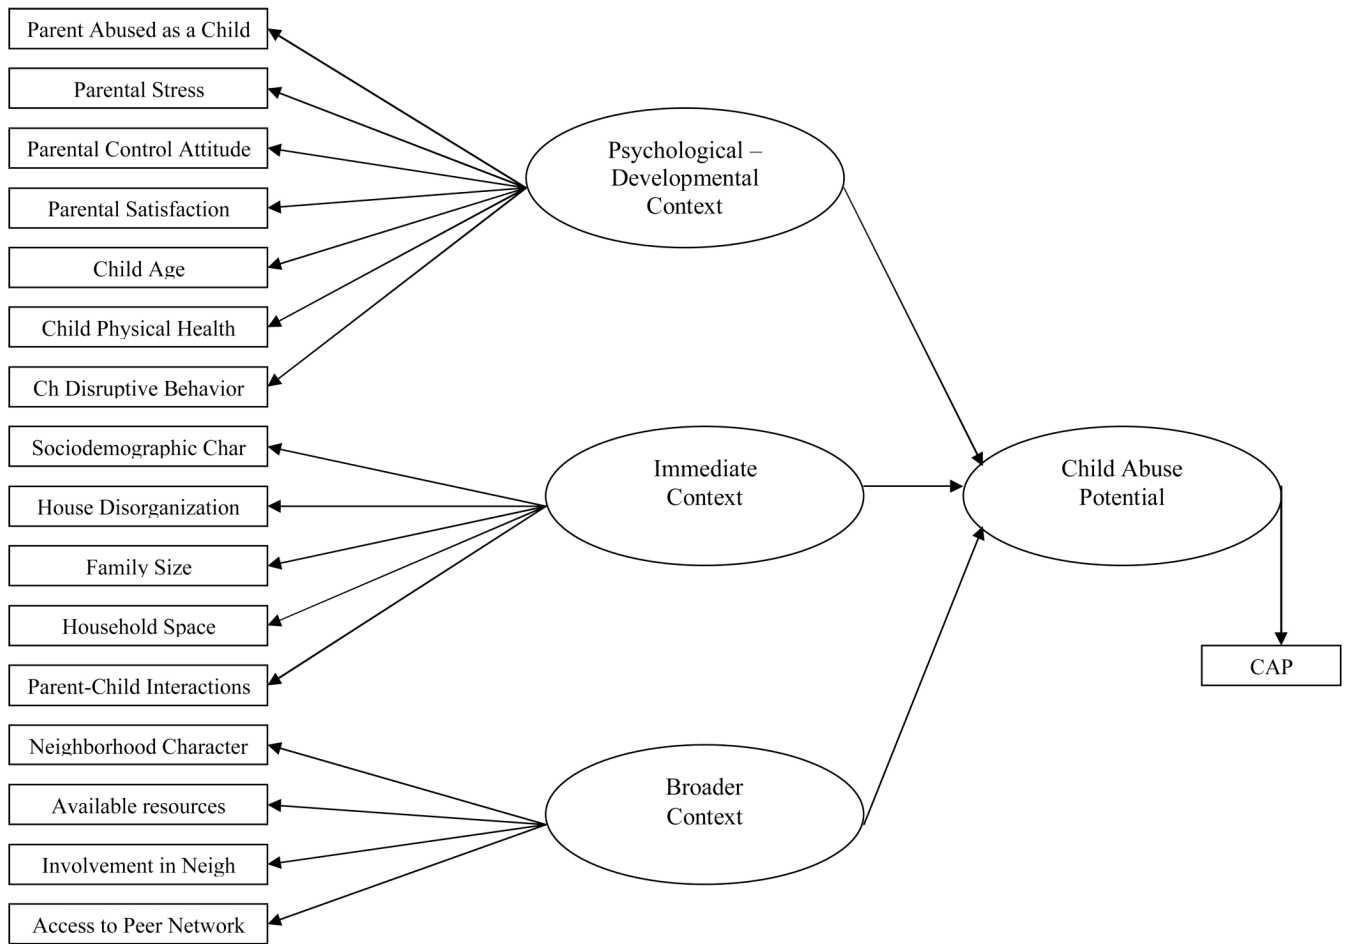 Parent Abused as a Child
Parental Stress
Parental Control Attitude
Parental Satisfaction
Child Age
Child Physical Health
Ch Disruptive Behavior
Sociodemographic Char
House Disorganization
Family Size
Household Space
Parent-Child Interactions
Neighborhood Character
Available resources
Involvement in Neigh
Access to Peer Network
Psychological –
Developmental
Context
Immediate
Context
Broader
Context
Child Abuse
Potential
CAP